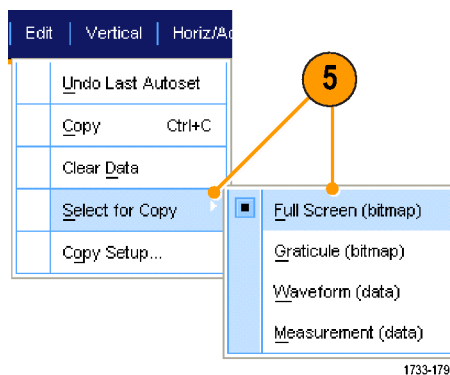 Edit Vertical Horiz/Ac
Undo Last Autoset
Copy Ctrl+C
Clear Data
Select for Copy
Copy Setup...
5
Full Screen (bitmap)
Graticule (bitmap)
Waveform (data)
Measurement (data)
1733-179